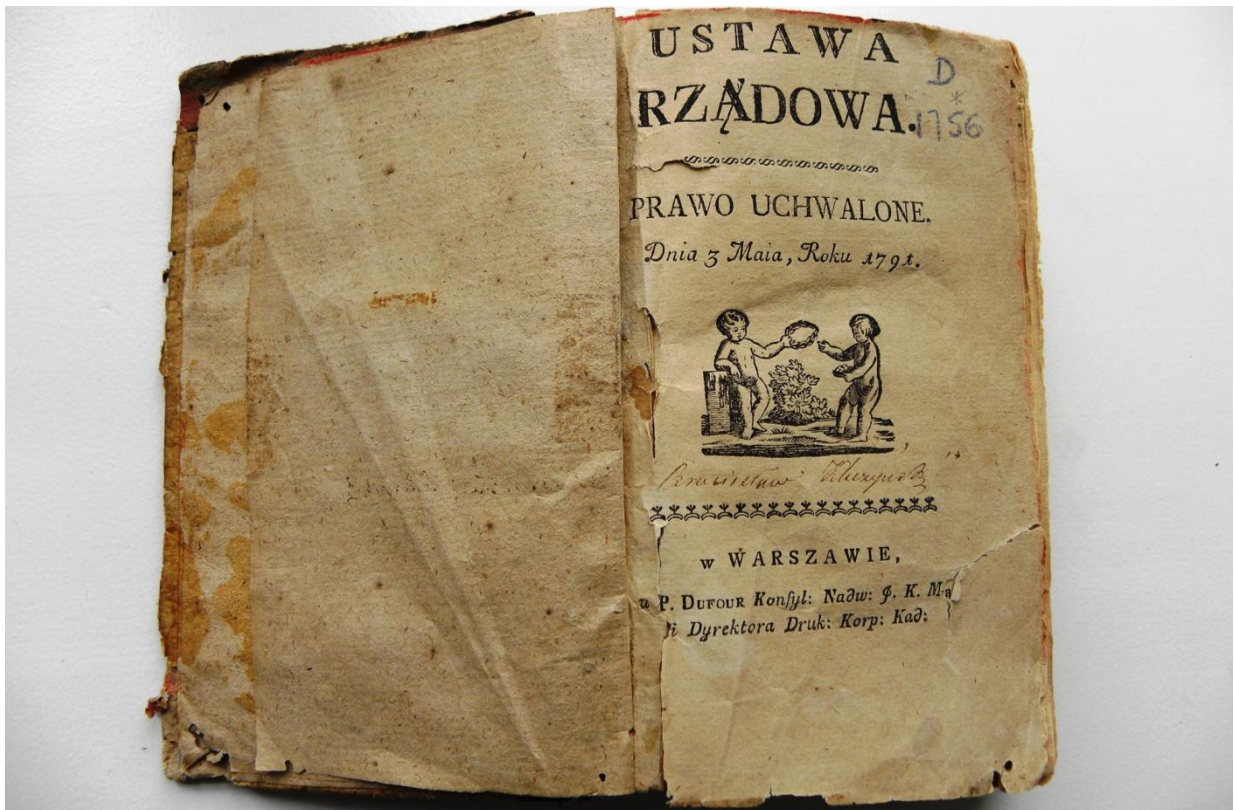 USTAWA
D
RZĄDOWA.
1756
PRAWO UCHWALONE.
Dnia 3 Maia, Roku 1791.
w WARSZAWIE,
u P. DUFOUR Konſyl: Nadw: J. K. M
i Dyrektora Druk: Korp: Kad: